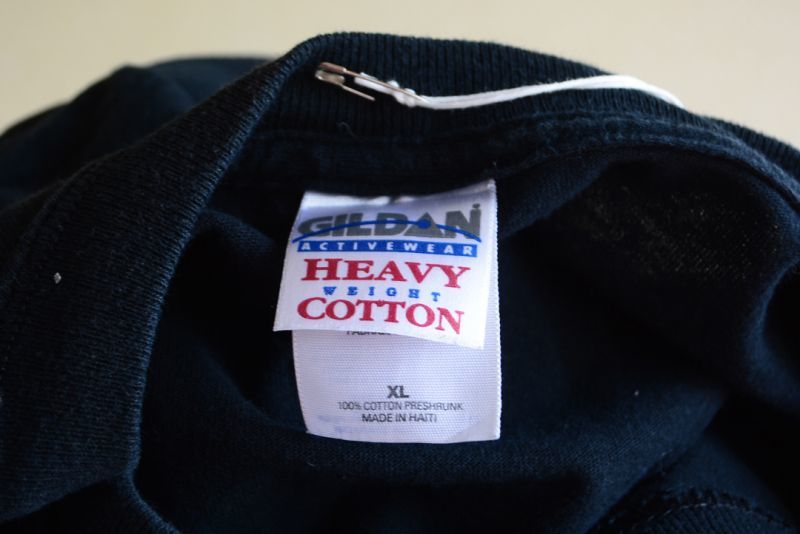 GILDAN
ACTIVEWEAR
HEAVY
WEIGHT
COTTON
XL
100% COTTON PRESHRUNK
MADE IN HAITI